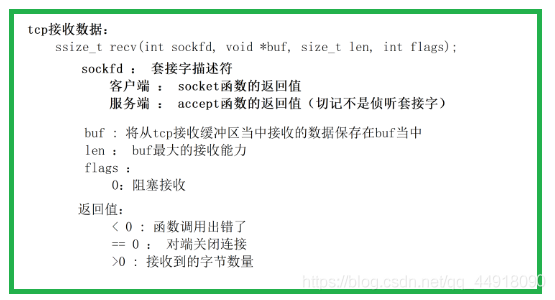 tcp接收数据：
ssize_t recv(int sockfd, void *buf, size_t len, int flags);
sockfd : 套接字描述符
客户端 : socket函数的返回值
服务端 : accept函数的返回值（切记不是侦听套接字）
buf : 将从tcp接收缓冲区当中接收的数据保存在buf当中
len : buf最大的接收能力
flags :
0：阻塞接收
返回值：
< 0 : 函数调用出错了
== 0 : 对端关闭连接
>0 : 接收到的字节数量
https://blog.csdn.net/qq_44918090